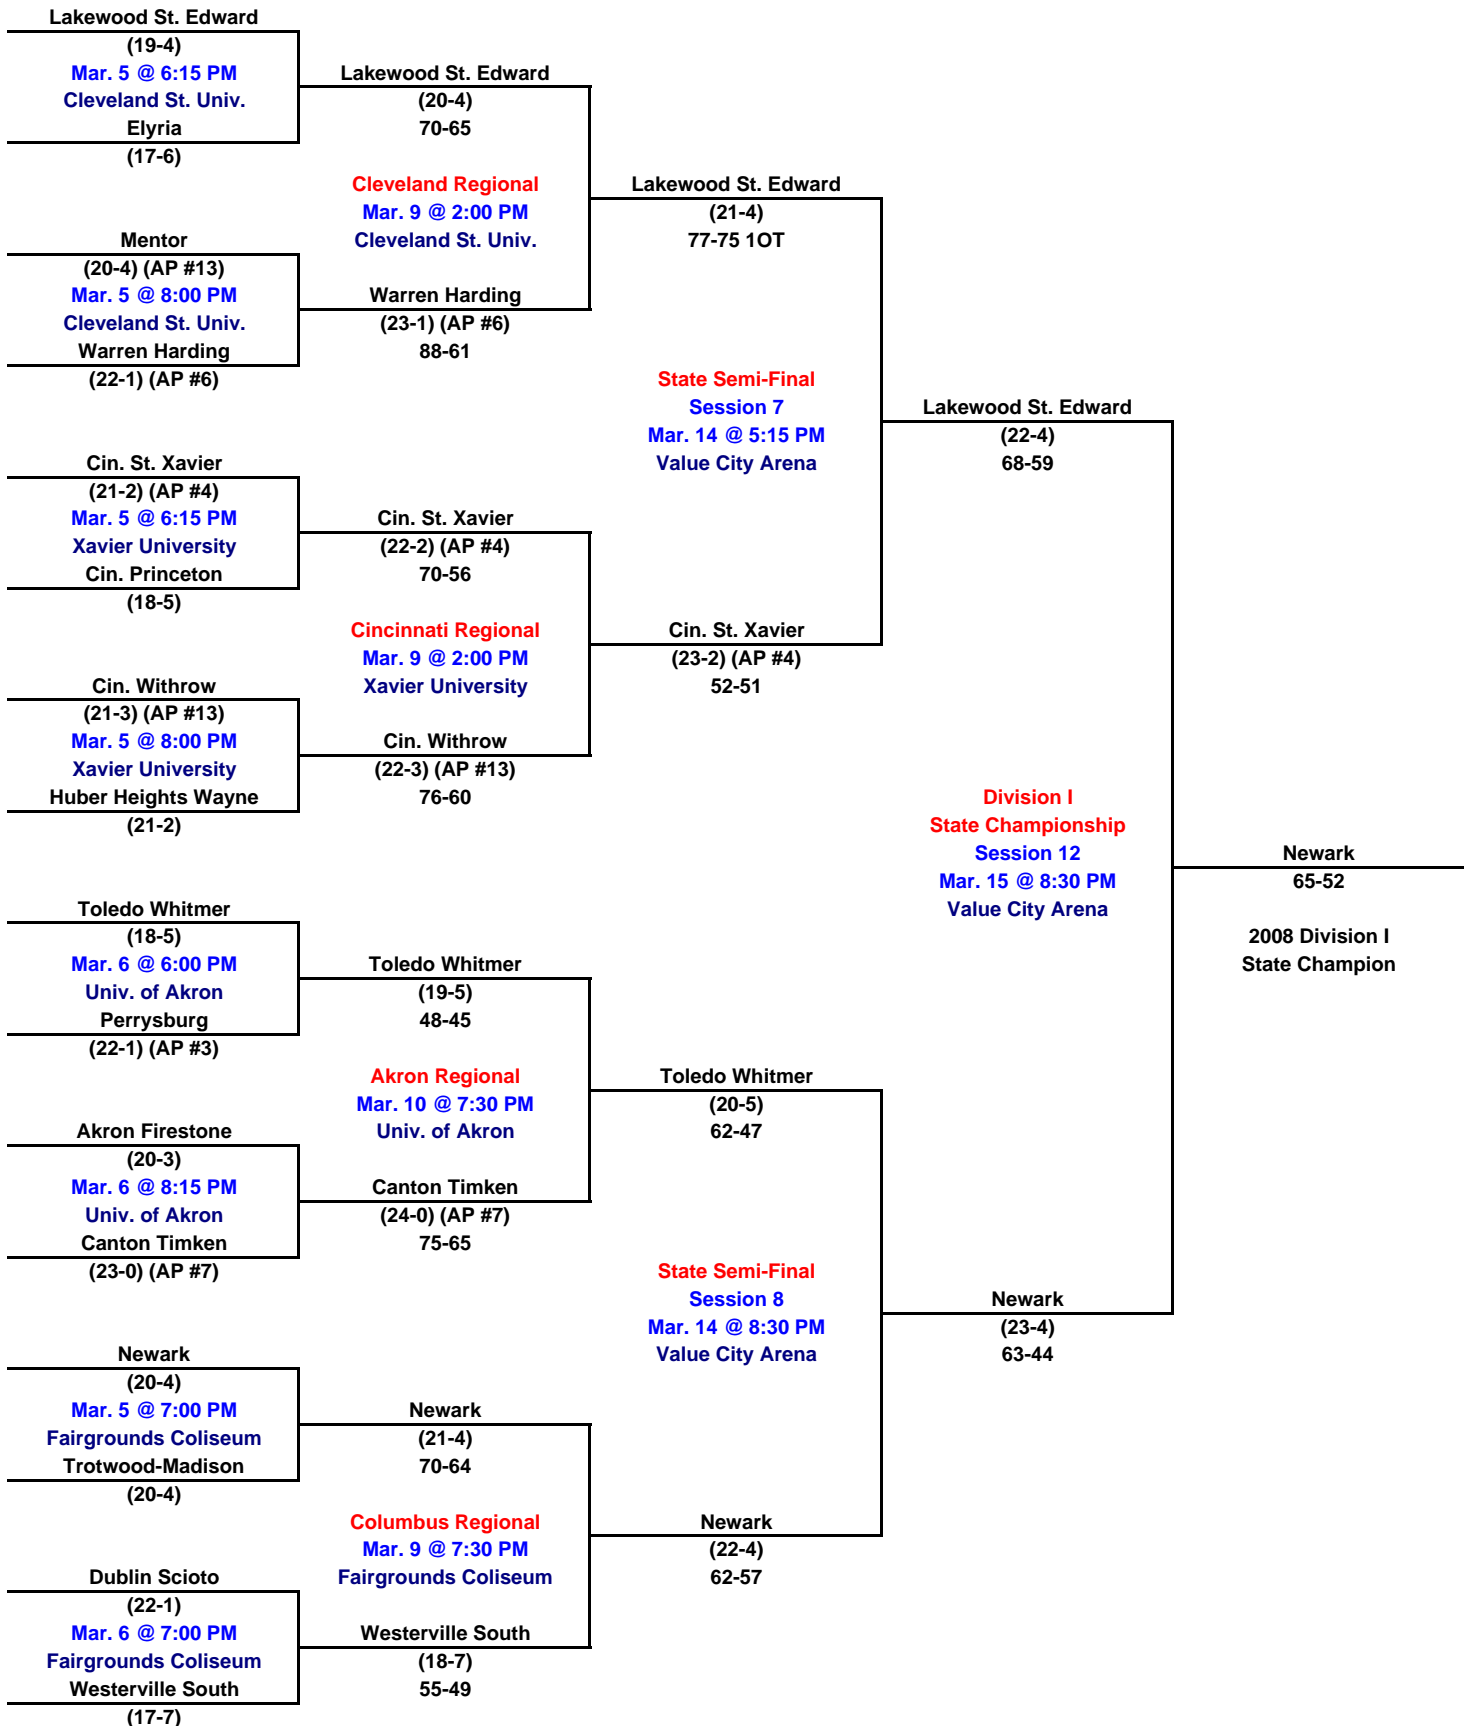 Lakewood St. Edward
(19-4)
Mar. 5 @ 6:15 PM
Cleveland St. Univ.
Elyria
(17-6)
Mentor
(20-4) (AP #13)
Mar. 5 @ 8:00 PM
Cleveland St. Univ.
Warren Harding
(22-1) (AP #6)
Cin. St. Xavier
(21-2) (AP #4)
Mar. 5 @ 6:15 PM
Xavier University
Cin. Princeton
(18-5)
Cin. Withrow
(21-3) (AP #13)
Mar. 5 @ 8:00 PM
Xavier University
Huber Heights Wayne
(21-2)
Toledo Whitmer
(18-5)
Mar. 6 @ 6:00 PM
Univ. of Akron
Perrysburg
(22-1) (AP #3)
Akron Firestone
(20-3)
Mar. 6 @ 8:15 PM
Univ. of Akron
Canton Timken
(23-0) (AP #7)
Newark
(20-4)
Mar. 5 @ 7:00 PM
Fairgrounds Coliseum
Trotwood-Madison
(20-4)
Dublin Scioto
(22-1)
Mar. 6 @ 7:00 PM
Fairgrounds Coliseum
Westerville South
(17-7)
Lakewood St. Edward
(20-4)
70-65
Cleveland Regional
Mar. 9 @ 2:00 PM
Cleveland St. Univ.
Warren Harding
(23-1) (AP #6)
88-61
Cin. St. Xavier
(22-2) (AP #4)
70-56
Cincinnati Regional
Mar. 9 @ 2:00 PM
Xavier University
Cin. Withrow
(22-3) (AP #13)
76-60
Toledo Whitmer
(19-5)
48-45
Akron Regional
Mar. 10 @ 7:30 PM
Univ. of Akron
Canton Timken
(24-0) (AP #7)
75-65
Newark
(21-4)
70-64
Columbus Regional
Mar. 9 @ 7:30 PM
Fairgrounds Coliseum
Westerville South
(18-7)
55-49
Lakewood St. Edward
(21-4)
77-75 1OT
State Semi-Final
Session 7
Mar. 14 @ 5:15 PM
Value City Arena
Cin. St. Xavier
(23-2) (AP #4)
52-51
Toledo Whitmer
(20-5)
62-47
State Semi-Final
Session 8
Mar. 14 @ 8:30 PM
Value City Arena
Newark
(22-4)
62-57
Lakewood St. Edward
(22-4)
68-59
Division I
State Championship
Session 12
Mar. 15 @ 8:30 PM
Value City Arena
Newark
(23-4)
63-44
Newark
65-52
2008 Division I
State Champion